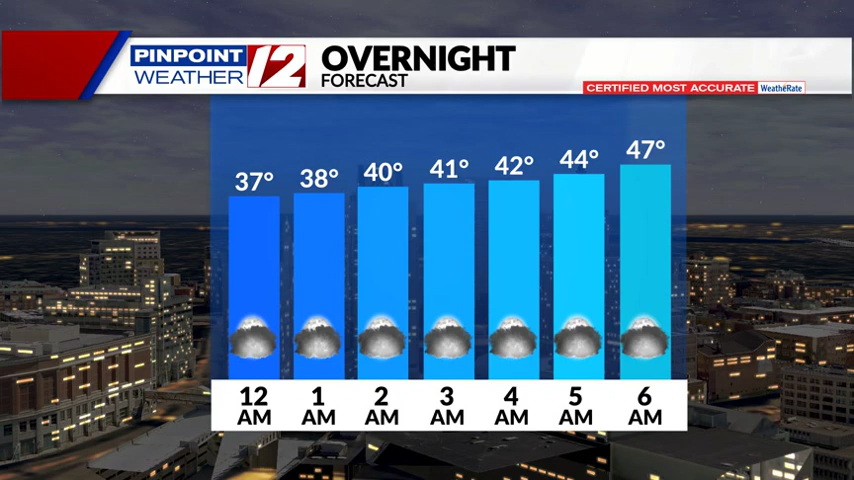 PINPOINT
WEATHER
12
OVERNIGHT
FORECAST
CERTIFIED MOST ACCURATE WeatheRate
37° 38° 40° 41° 42° 44° 47°
12 1 2 3 4 5 6
AM AM AM AM AM AM AM